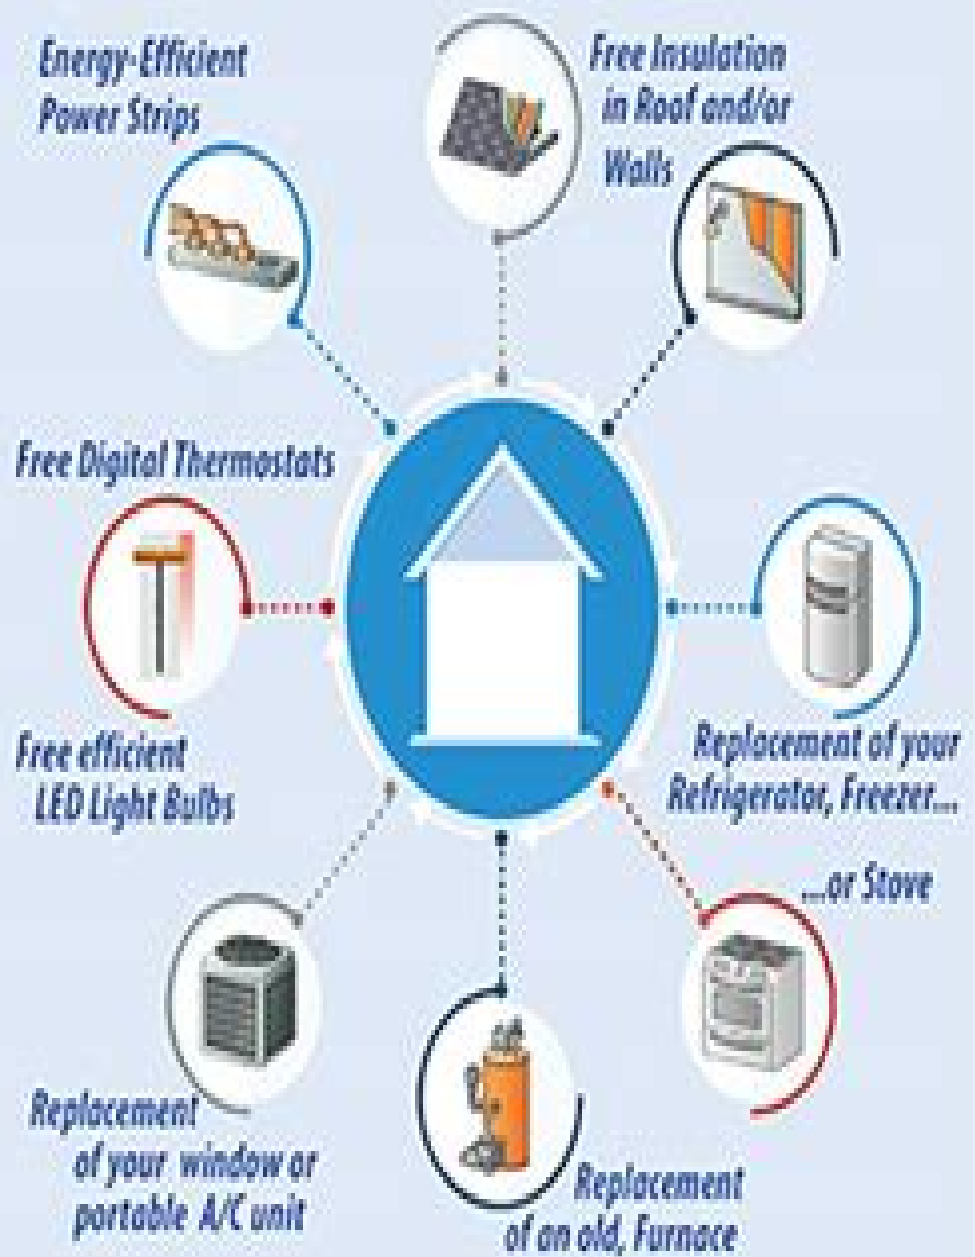 Energy-Efficient
Power Strips
Free Insulation
in Roof and/or
Walls
Free Digital Thermostats
Free efficient
LED Light Bulbs
Replacement of your
Refrigerator, Freezer...
...or Stove
Replacement
of your window or
portable A/C unit
Replacement
of an old, Furnace